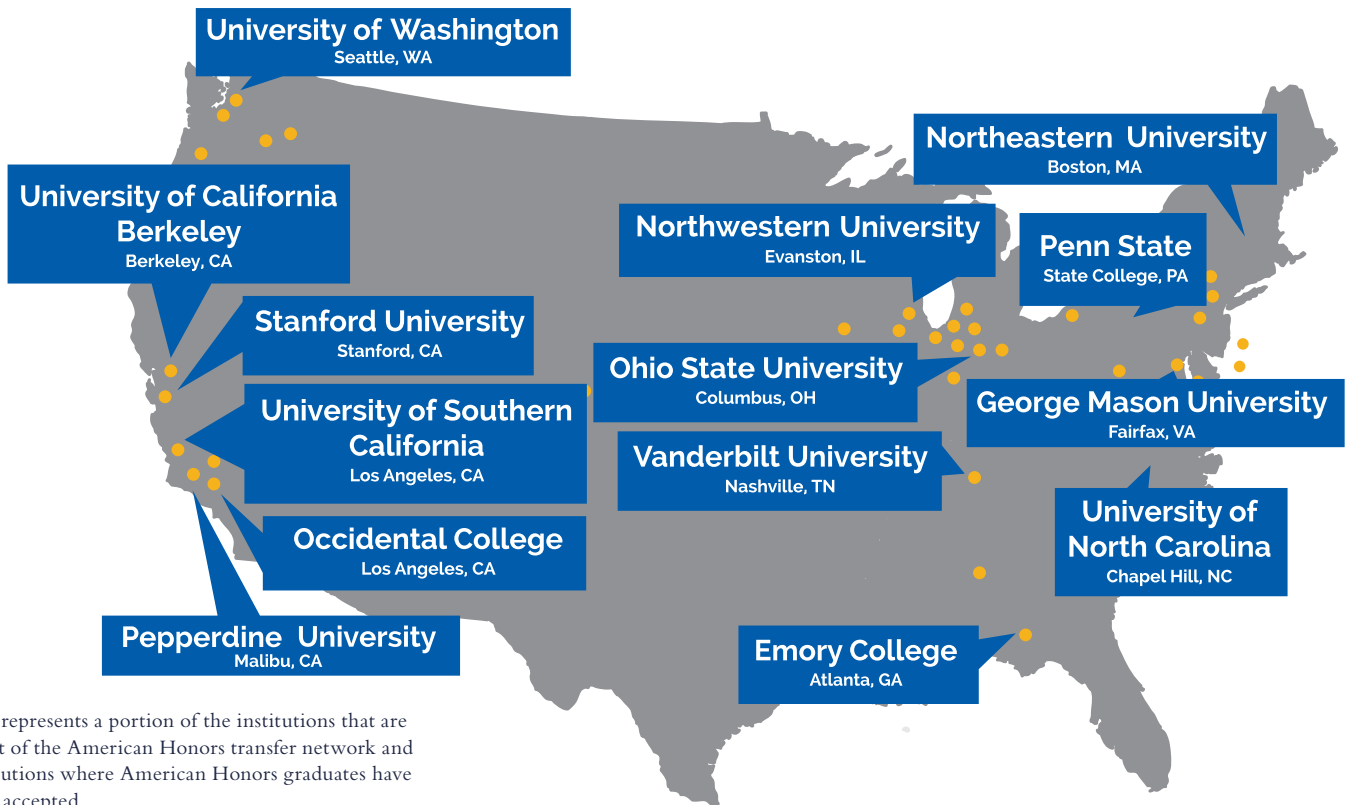 University of Washington
Seattle, WA
Northeastern University
Boston, MA
University of California
Berkeley
Berkeley, CA
Northwestern University
Evanston, IL
Penn State
State College, PA
Stanford University
Stanford, CA
Ohio State University
Columbus, OH
George Mason University
Fairfax, VA
University of Southern
California
Los Angeles, CA
Vanderbilt University
Nashville, TN
University of
North Carolina
Chapel Hill, NC
Occidental College
Los Angeles, CA
Pepperdine University
Malibu, CA
Emory College
Atlanta, GA
represents a portion of the institutions that are
of the American Honors transfer network and
where American Honors graduates have
accepted